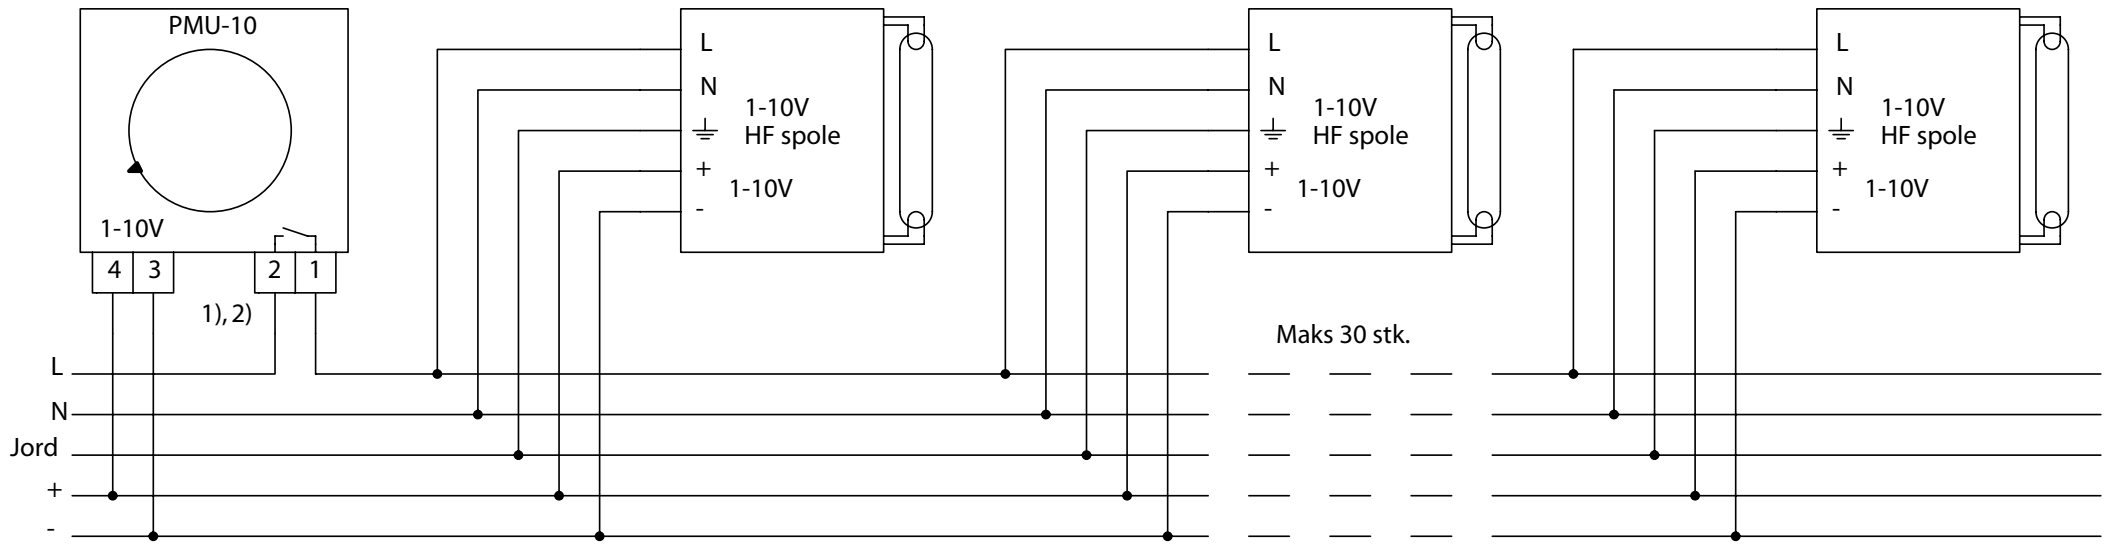 PMU-10
1-10V
4 3 2 1
1), 2)
L
N
1-10V
HF spole
+
1-10V
-
L
N
1-10V
HF spole
+
1-10V
-
L
N
1-10V
HF spole
+
1-10V
-
Maks 30 stk.
L
N
Jord
+
-